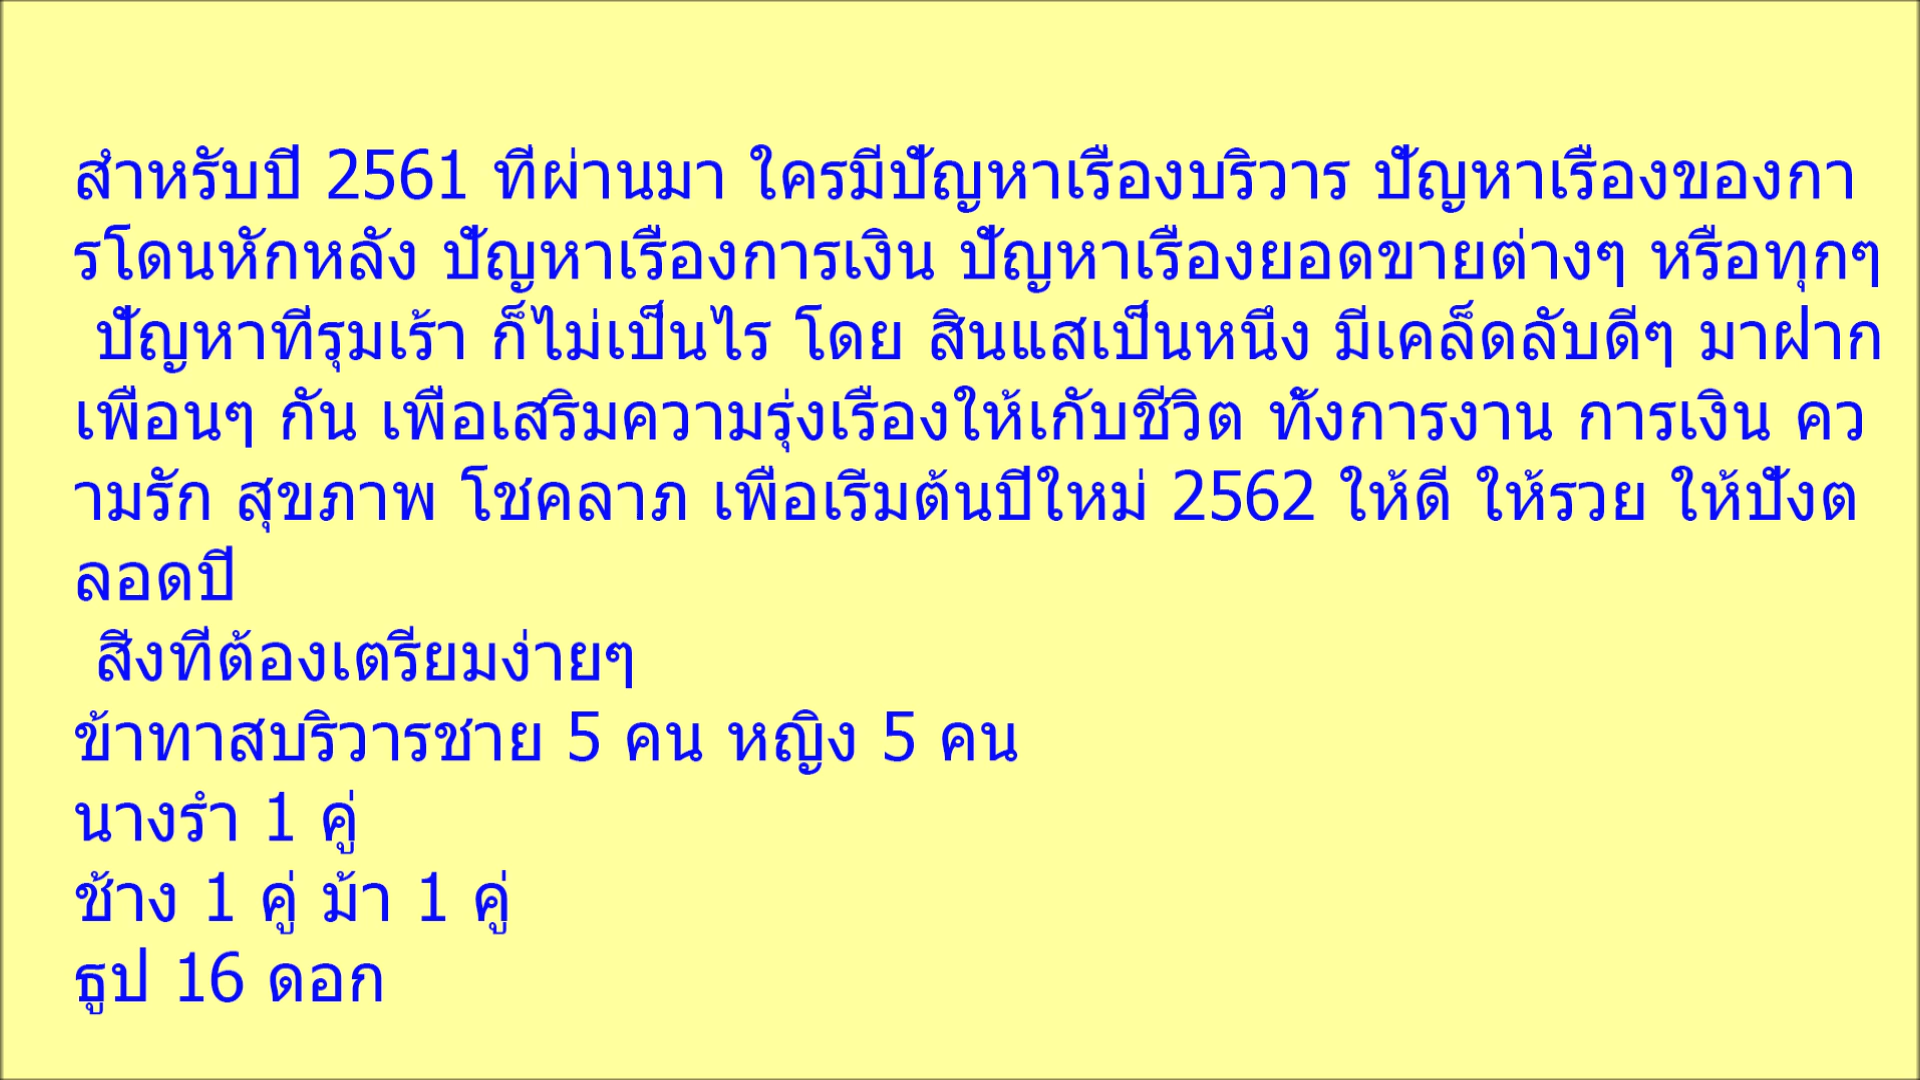 สำหรับปี 2561 ที่ผ่านมา ใครมีปัญหาเรื่องบริวาร ปัญหาเรื่องของกา
รโดนหักหลัง ปัญหาเรื่องการเงิน ปัญหาเรื่องยอดขายต่างๆ หรือทุกๆ
ปัญหาที่รุมเร้า ก็ไม่เป็นไร โดย สินแสเป็นหนึ่ง มีเคล็ดลับดีๆ มาฝาก
เพื่อนๆ กัน เพื่อเสริมความรุ่งเรืองให้เกับชีวิต ทั้งการงาน การเงิน คว
ามรัก สุขภาพ โชคลาภ เพื่อเริ่มต้นปีใหม่ 2562 ให้ดี ให้รวย ให้ปังต
ลอดปี
สิ่งที่ต้องเตรียมง่ายๆ
ข้าทาสบริวารชาย 5 คน หญิง 5 คน
นางรำ 1 คู่
ช้าง 1 คู่ ม้า 1 คู่
ธูป 16 ดอก